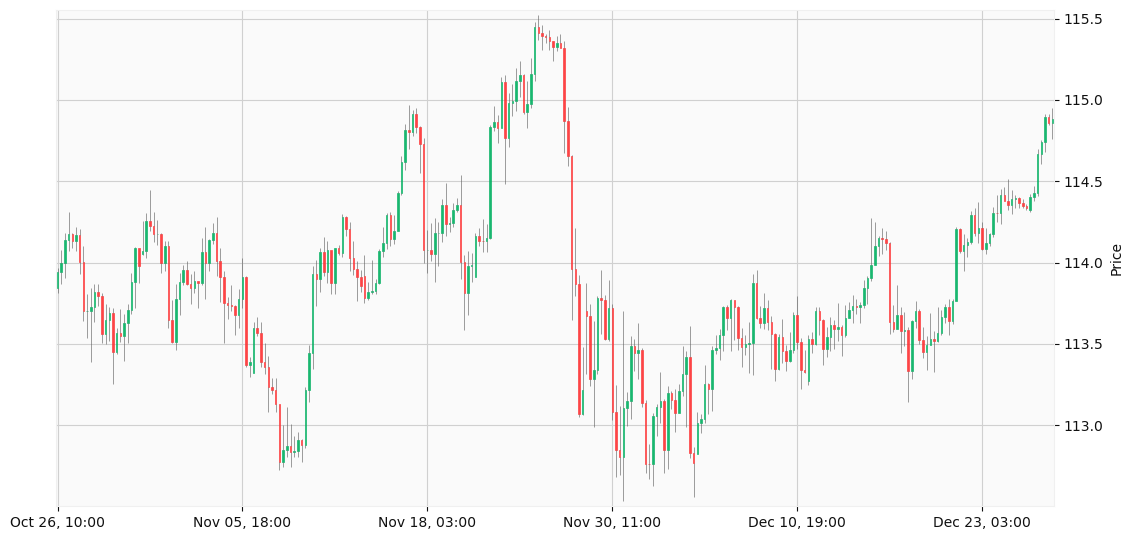 115.5
115.0
114.5
114.0
113.5
113.0
Price
Oct 26, 10:00
Nov 05, 18:00
Nov 18, 03:00
Nov 30, 11:00
Dec 10, 19:00
Dec 23, 03:00